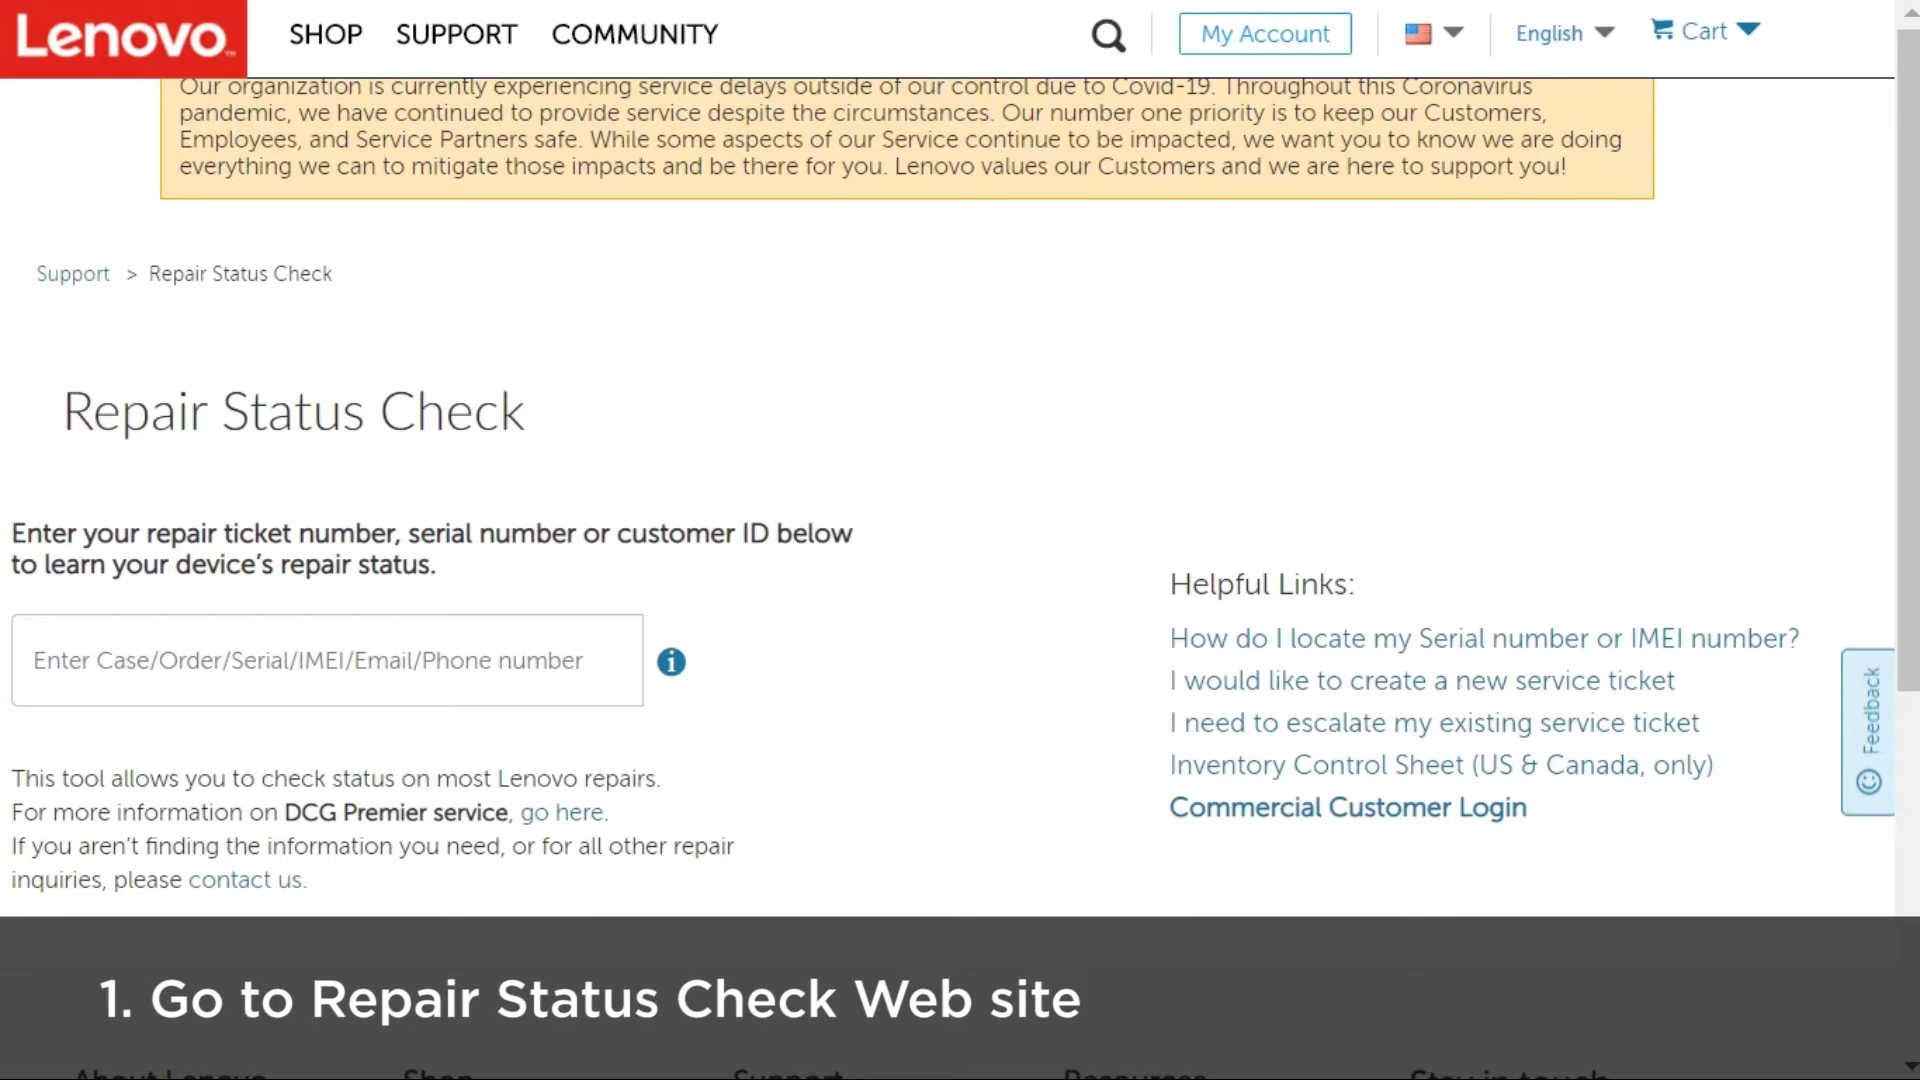 Lenovo™
SHOP SUPPORT COMMUNITY
My Account
English
Cart
Our organization is currently experiencing service delays outside of our control due to Covid-19. Throughout this Coronavirus
pandemic, we have continued to provide service despite the circumstances. Our number one priority is to keep our Customers,
Employees, and Service Partners safe. While some aspects of our Service continue to be impacted, we want you to know we are doing
everything we can to mitigate those impacts and be there for you. Lenovo values our Customers and we are here to support you!
Support > Repair Status Check
Repair Status Check
Enter your repair ticket number, serial number or customer ID below
to learn your device’s repair status.
Enter Case/Order/Serial/IMEI/Email/Phone number
This tool allows you to check status on most Lenovo repairs.
For more information on DCG Premier service, go here.
If you aren’t finding the information you need, or for all other repair
inquiries, please contact us.
Helpful Links:
How do I locate my Serial number or IMEI number?
I would like to create a new service ticket
I need to escalate my existing service ticket
Inventory Control Sheet (US & Canada, only)
Commercial Customer Login
Feedback
1. Go to Repair Status Check Web site
About Lenovo Shop Support Resources Stay in touch